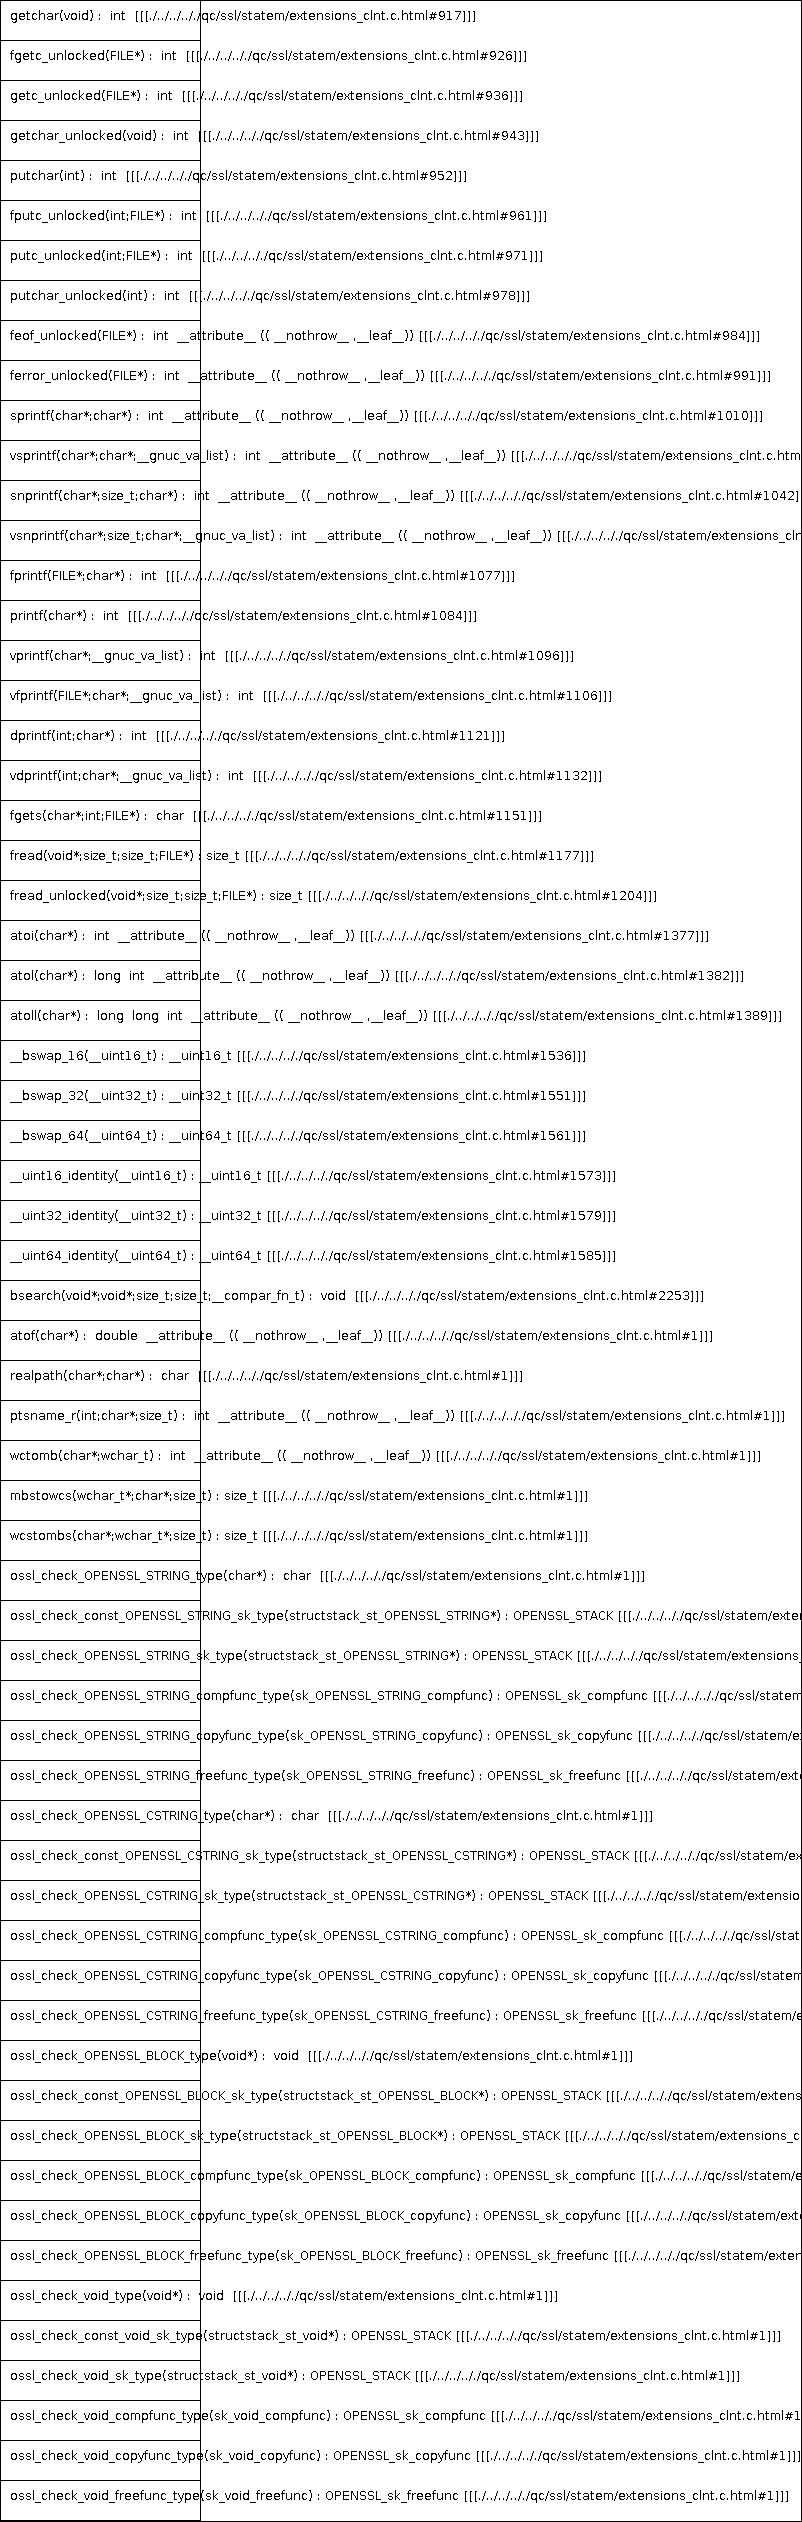 getchar(void) :  int  [[[./../../../../qc/ssl/statem/extensions_clnt.c.html#917]]]
fgetc_unlocked(FILE*) :  int  [[[./../../../../qc/ssl/statem/extensions_clnt.c.html#926]]]
getc_unlocked(FILE*) :  int  [[[./../../../../qc/ssl/statem/extensions_clnt.c.html#936]]]
getchar_unlocked(void) :  int  [[[./../../../../qc/ssl/statem/extensions_clnt.c.html#943]]]
putchar(int) :  int  [[[./../../../../qc/ssl/statem/extensions_clnt.c.html#952]]]
fputc_unlocked(int;FILE*) :  int  [[[./../../../../qc/ssl/statem/extensions_clnt.c.html#961]]]
putc_unlocked(int;FILE*) :  int  [[[./../../../../qc/ssl/statem/extensions_clnt.c.html#971]]]
putchar_unlocked(int) :  int  [[[./../../../../qc/ssl/statem/extensions_clnt.c.html#978]]]
feof_unlocked(FILE*) :  int  __attribute__ (( __nothrow__ ,__leaf__)) [[[./../../../../qc/ssl/statem/extensions_clnt.c.html#984]]]
ferror_unlocked(FILE*) :  int  __attribute__ (( __nothrow__ ,__leaf__)) [[[./../../../../qc/ssl/statem/extensions_clnt.c.html#991]]]
sprintf(char*;char*) :  int  __attribute__ (( __nothrow__ ,__leaf__)) [[[./../../../../qc/ssl/statem/extensions_clnt.c.html#1010]]]
vsprintf(char*;char*;__gnuc_va_list) :  int  __attribute__ (( __nothrow__ ,__leaf__)) [[[./../../../../qc/ssl/statem/extensions_clnt.c.htm
snprintf(char*;size_t;char*) :  int  __attribute__ (( __nothrow__ ,__leaf__)) [[[./../../../../qc/ssl/statem/extensions_clnt.c.html#1042]
vsnprintf(char*;size_t;char*;__gnuc_va_list) :  int  __attribute__ (( __nothrow__ ,__leaf__)) [[[./../../../../qc/ssl/statem/extensions_cln
fprintf(FILE*;char*) :  int  [[[./../../../../qc/ssl/statem/extensions_clnt.c.html#1077]]]
printf(char*) :  int  [[[./../../../../qc/ssl/statem/extensions_clnt.c.html#1084]]]
vprintf(char*;__gnuc_va_list) :  int  [[[./../../../../qc/ssl/statem/extensions_clnt.c.html#1096]]]
vfprintf(FILE*;char*;__gnuc_va_list) :  int  [[[./../../../../qc/ssl/statem/extensions_clnt.c.html#1106]]]
dprintf(int;char*) :  int  [[[./../../../../qc/ssl/statem/extensions_clnt.c.html#1121]]]
vdprintf(int;char*;__gnuc_va_list) :  int  [[[./../../../../qc/ssl/statem/extensions_clnt.c.html#1132]]]
fgets(char*;int;FILE*) :  char  [[[./../../../../qc/ssl/statem/extensions_clnt.c.html#1151]]]
fread(void*;size_t;size_t;FILE*) : size_t [[[./../../../../qc/ssl/statem/extensions_clnt.c.html#1177]]]
fread_unlocked(void*;size_t;size_t;FILE*) : size_t [[[./../../../../qc/ssl/statem/extensions_clnt.c.html#1204]]]
atoi(char*) :  int  __attribute__ (( __nothrow__ ,__leaf__)) [[[./../../../../qc/ssl/statem/extensions_clnt.c.html#1377]]]
atol(char*) :  long  int  __attribute__ (( __nothrow__ ,__leaf__)) [[[./../../../../qc/ssl/statem/extensions_clnt.c.html#1382]]]
atoll(char*) :  long  long  int  __attribute__ (( __nothrow__ ,__leaf__)) [[[./../../../../qc/ssl/statem/extensions_clnt.c.html#1389]]]
__bswap_16(__uint16_t) : __uint16_t [[[./../../../../qc/ssl/statem/extensions_clnt.c.html#1536]]]
__bswap_32(__uint32_t) : __uint32_t [[[./../../../../qc/ssl/statem/extensions_clnt.c.html#1551]]]
__bswap_64(__uint64_t) : __uint64_t [[[./../../../../qc/ssl/statem/extensions_clnt.c.html#1561]]]
__uint16_identity(__uint16_t) : __uint16_t [[[./../../../../qc/ssl/statem/extensions_clnt.c.html#1573]]]
__uint32_identity(__uint32_t) : __uint32_t [[[./../../../../qc/ssl/statem/extensions_clnt.c.html#1579]]]
__uint64_identity(__uint64_t) : __uint64_t [[[./../../../../qc/ssl/statem/extensions_clnt.c.html#1585]]]
bsearch(void*;void*;size_t;size_t;__compar_fn_t) :  void  [[[./../../../../qc/ssl/statem/extensions_clnt.c.html#2253]]]
atof(char*) :  double  __attribute__ (( __nothrow__ ,__leaf__)) [[[./../../../../qc/ssl/statem/extensions_clnt.c.html#1]]]
realpath(char*;char*) :  char  [[[./../../../../qc/ssl/statem/extensions_clnt.c.html#1]]]
ptsname_r(int;char*;size_t) :  int  __attribute__ (( __nothrow__ ,__leaf__)) [[[./../../../../qc/ssl/statem/extensions_clnt.c.html#1]]]
wctomb(char*;wchar_t) :  int  __attribute__ (( __nothrow__ ,__leaf__)) [[[./../../../../qc/ssl/statem/extensions_clnt.c.html#1]]]
mbstowcs(wchar_t*;char*;size_t) : size_t [[[./../../../../qc/ssl/statem/extensions_clnt.c.html#1]]]
wcstombs(char*;wchar_t*;size_t) : size_t [[[./../../../../qc/ssl/statem/extensions_clnt.c.html#1]]]
ossl_check_OPENSSL_STRING_type(char*) :  char  [[[./../../../../qc/ssl/statem/extensions_clnt.c.html#1]]]
ossl_check_const_OPENSSL_STRING_sk_type(structstack_st_OPENSSL_STRING*) : OPENSSL_STACK [[[./../../../../qc/ssl/statem/exte
ossl_check_OPENSSL_STRING_sk_type(structstack_st_OPENSSL_STRING*) : OPENSSL_STACK [[[./../../../../qc/ssl/statem/extensions_
ossl_check_OPENSSL_STRING_compfunc_type(sk_OPENSSL_STRING_compfunc) : OPENSSL_sk_compfunc [[[./../../../../qc/ssl/statem
ossl_check_OPENSSL_STRING_copyfunc_type(sk_OPENSSL_STRING_copyfunc) : OPENSSL_sk_copyfunc [[[./../../../../qc/ssl/statem/e
ossl_check_OPENSSL_STRING_freefunc_type(sk_OPENSSL_STRING_freefunc) : OPENSSL_sk_freefunc [[[./../../../../qc/ssl/statem/exte
ossl_check_OPENSSL_CSTRING_type(char*) :  char  [[[./../../../../qc/ssl/statem/extensions_clnt.c.html#1]]]
ossl_check_const_OPENSSL_CSTRING_sk_type(structstack_st_OPENSSL_CSTRING*) : OPENSSL_STACK [[[./../../../../qc/ssl/statem/ex
ossl_check_OPENSSL_CSTRING_sk_type(structstack_st_OPENSSL_CSTRING*) : OPENSSL_STACK [[[./../../../../qc/ssl/statem/extensio
ossl_check_OPENSSL_CSTRING_compfunc_type(sk_OPENSSL_CSTRING_compfunc) : OPENSSL_sk_compfunc [[[./../../../../qc/ssl/stat
ossl_check_OPENSSL_CSTRING_copyfunc_type(sk_OPENSSL_CSTRING_copyfunc) : OPENSSL_sk_copyfunc [[[./../../../../qc/ssl/statem
ossl_check_OPENSSL_CSTRING_freefunc_type(sk_OPENSSL_CSTRING_freefunc) : OPENSSL_sk_freefunc [[[./../../../../qc/ssl/statem/e
ossl_check_OPENSSL_BLOCK_type(void*) :  void  [[[./../../../../qc/ssl/statem/extensions_clnt.c.html#1]]]
ossl_check_const_OPENSSL_BLOCK_sk_type(structstack_st_OPENSSL_BLOCK*) : OPENSSL_STACK [[[./../../../../qc/ssl/statem/extens
ossl_check_OPENSSL_BLOCK_sk_type(structstack_st_OPENSSL_BLOCK*) : OPENSSL_STACK [[[./../../../../qc/ssl/statem/extensions_c
ossl_check_OPENSSL_BLOCK_compfunc_type(sk_OPENSSL_BLOCK_compfunc) : OPENSSL_sk_compfunc [[[./../../../../qc/ssl/statem/e
ossl_check_OPENSSL_BLOCK_copyfunc_type(sk_OPENSSL_BLOCK_copyfunc) : OPENSSL_sk_copyfunc [[[./../../../../qc/ssl/statem/ext
ossl_check_OPENSSL_BLOCK_freefunc_type(sk_OPENSSL_BLOCK_freefunc) : OPENSSL_sk_freefunc [[[./../../../../qc/ssl/statem/exten
ossl_check_void_type(void*) :  void  [[[./../../../../qc/ssl/statem/extensions_clnt.c.html#1]]]
ossl_check_const_void_sk_type(structstack_st_void*) : OPENSSL_STACK [[[./../../../../qc/ssl/statem/extensions_clnt.c.html#1]]]
ossl_check_void_sk_type(structstack_st_void*) : OPENSSL_STACK [[[./../../../../qc/ssl/statem/extensions_clnt.c.html#1]]]
ossl_check_void_compfunc_type(sk_void_compfunc) : OPENSSL_sk_compfunc [[[./../../../../qc/ssl/statem/extensions_clnt.c.html#1
ossl_check_void_copyfunc_type(sk_void_copyfunc) : OPENSSL_sk_copyfunc [[[./../../../../qc/ssl/statem/extensions_clnt.c.html#1]]]
ossl_check_void_freefunc_type(sk_void_freefunc) : OPENSSL_sk_freefunc [[[./../../../../qc/ssl/statem/extensions_clnt.c.html#1]]]